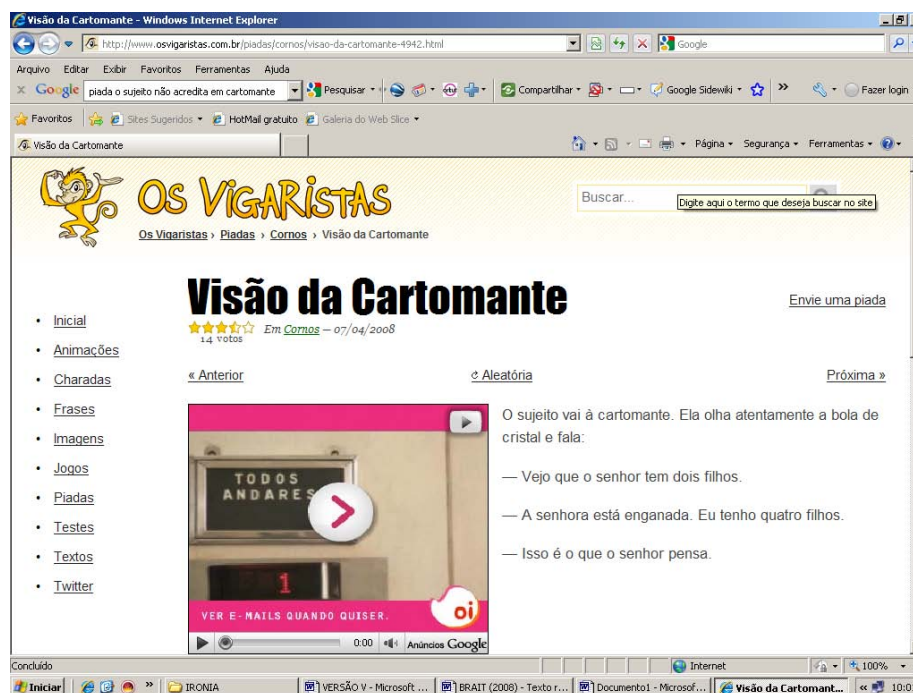 Visão da Cartomante - Windows Internet Explorer
http://www.osvigaristas.com.br/piadas/cornos/visao-da-cartomante-4942.html
Google
Arquivo Editar Exibir Favoritos Ferramentas Ajuda
x Google piada o sujeito não acredita em cartomante Pesquisar Compartilhar Google Sidewiki » Fazer login
Favoritos Sites Sugeridos HotMail gratuito Galeria do Web Slice
Visão da Cartomante Página Segurança Ferramentas
Os Vigaristas
Buscar...
Digite aqui o termo que deseja buscar no site
Os Vigaristas › Piadas › Cornos › Visão da Cartomante
Visão da Cartomante
Envie uma piada
14 votos
Em Cornos — 07/04/2008
• Inicial
• Animações
• Charadas
• Frases
• Imagens
• Jogos
• Piadas
• Testes
• Textos
• Twitter
« Anterior Aleatória Próxima »
TODOS
ANDARES
1
VER E-MAILS QUANDO QUISER.
oi
0:00 Anúncios Google
O sujeito vai à cartomante. Ela olha atentamente a bola de
cristal e fala:
— Vejo que o senhor tem dois filhos.
— A senhora está enganada. Eu tenho quatro filhos.
— Isso é o que o senhor pensa.
Concluído Internet 100%
Iniciar » IRONIA VERSÃO V - Microsoft ... BRAIT (2008) - Texto r... Documento1 - Microsof... Visão da Cartomant... « 10:0